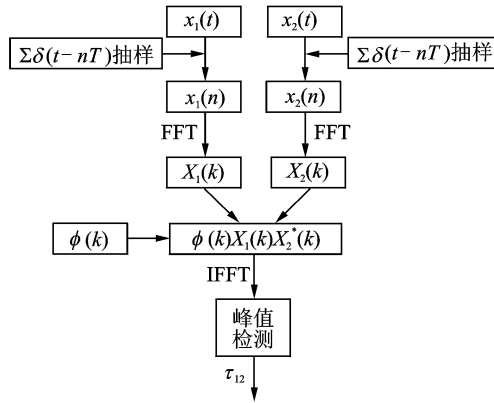 x₁(t) x₂(t)
Σδ(t−nT)抽样 Σδ(t−nT)抽样
x₁(n) x₂(n)
FFT FFT
X₁(k) X₂(k)
ϕ(k) ϕ(k)X₁(k)X₂*(k)
IFFT
峰值
检测
τ₁₂